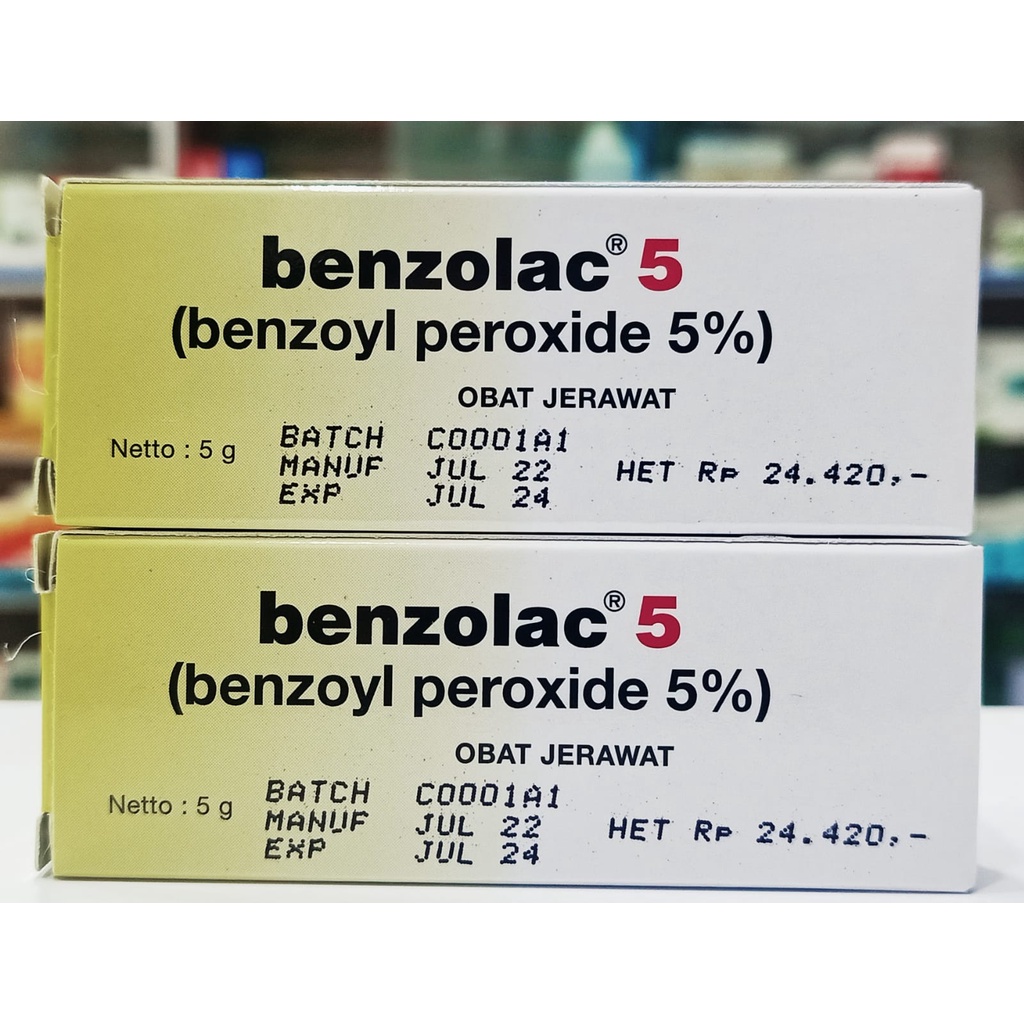 benzolac® 5
(benzoyl peroxide 5%)
OBAT JERAWAT
Netto : 5 g
BATCH C0001A1
MANUF JUL 22
EXP JUL 24
HET Rp 24.420,-
benzolac® 5
(benzoyl peroxide 5%)
OBAT JERAWAT
Netto : 5 g
BATCH C0001A1
MANUF JUL 22
EXP JUL 24
HET Rp 24.420,-